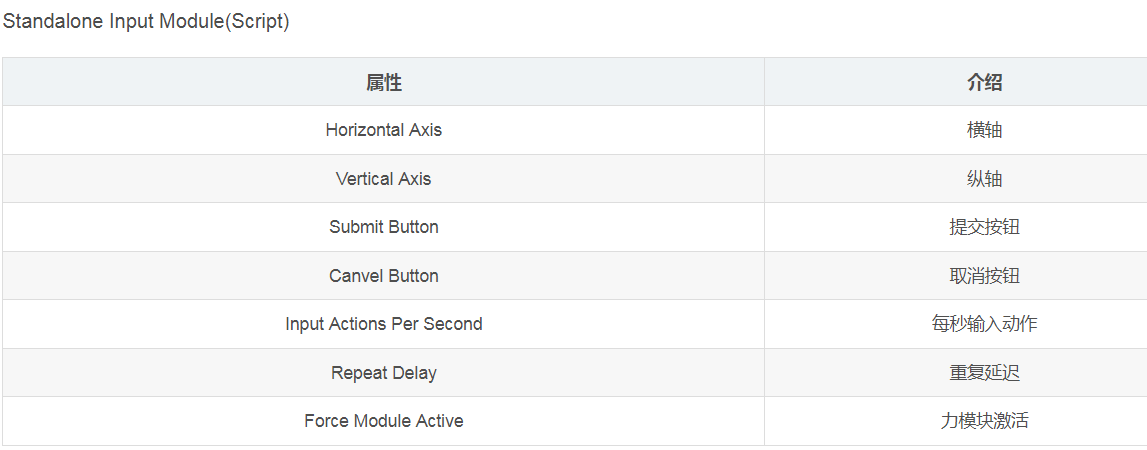 Standalone Input Module(Script)
属性 介绍
Horizontal Axis 横轴
Vertical Axis 纵轴
Submit Button 提交按钮
Canvel Button 取消按钮
Input Actions Per Second 每秒输入动作
Repeat Delay 重复延迟
Force Module Active 力模块激活